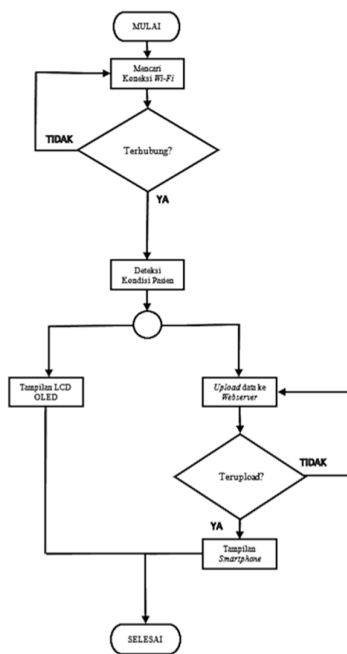 MULAI
Mencari
Koneksi Wi-Fi
TIDAK
Terhubung?
YA
Deteksi
Kondisi Pasien
Tampilan LCD
OLED
Upload data ke
Webserver
TIDAK
Terupload?
YA
Tampilan
Smartphone
SELESAI